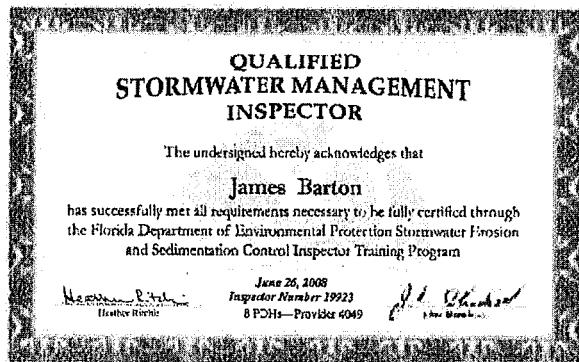 QUALIFIED
STORMWATER MANAGEMENT
INSPECTOR
The undersigned hereby acknowledges that
James Barton
has successfully met all requirements necessary to be fully certified through
the Florida Department of Environmental Protection Stormwater Erosion
and Sedimentation Control Inspector Training Program
June 26, 2008
Inspector Number 19923
8 PDHs—Provider 4049
Heather Ritchie